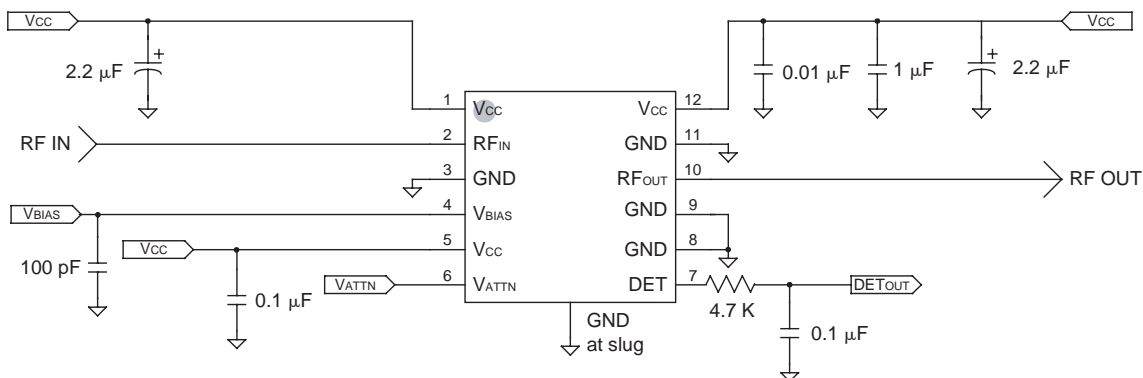 Vcc
2.2 μF
+
1
Vcc
RF IN
2
RFIN
3
GND
VBIAS
4
VBIAS
100 pF
Vcc
5
Vcc
0.1 μF
VATTN
6
VATTN
GND
at slug
Vcc
0.01 μF
1 μF
+
2.2 μF
12
Vcc
11
GND
10
RFOUT
RF OUT
9
GND
8
GND
7
DET
4.7 K
DETOUT
0.1 μF